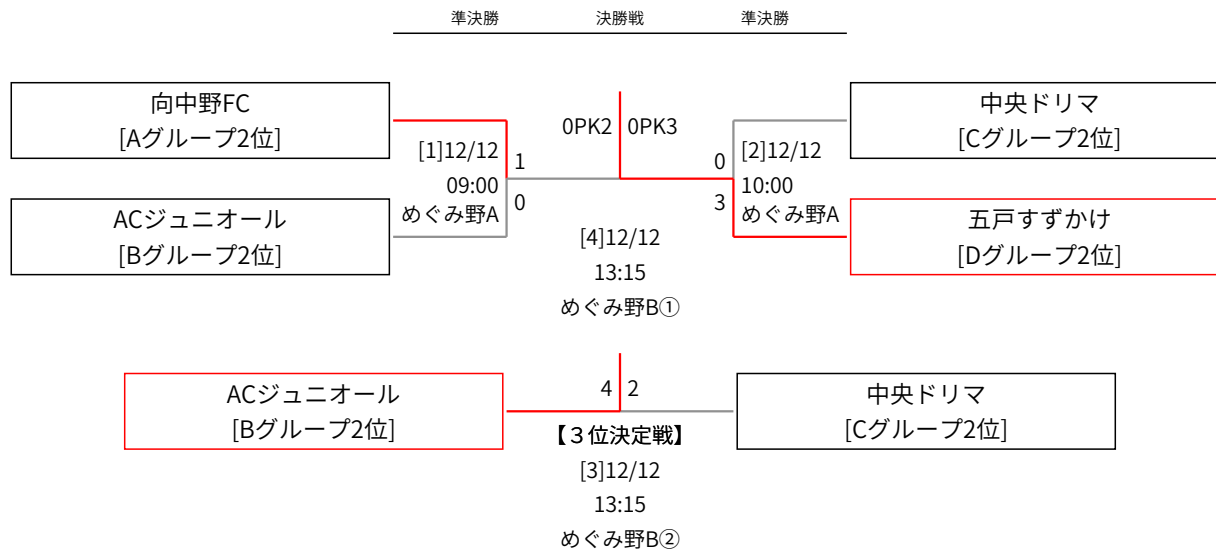 準決勝 決勝戦 準決勝
向中野FC
[Aグループ2位]
ACジュニオール
[Bグループ2位]
[1]12/12
09:00
めぐみ野A
1
0
0PK2 0PK3
[4]12/12
13:15
めぐみ野B①
0
3
[2]12/12
10:00
めぐみ野A
中央ドリマ
[Cグループ2位]
五戸すずかけ
[Dグループ2位]
ACジュニオール
[Bグループ2位]
4 2
【３位決定戦】
[3]12/12
13:15
めぐみ野B②
中央ドリマ
[Cグループ2位]